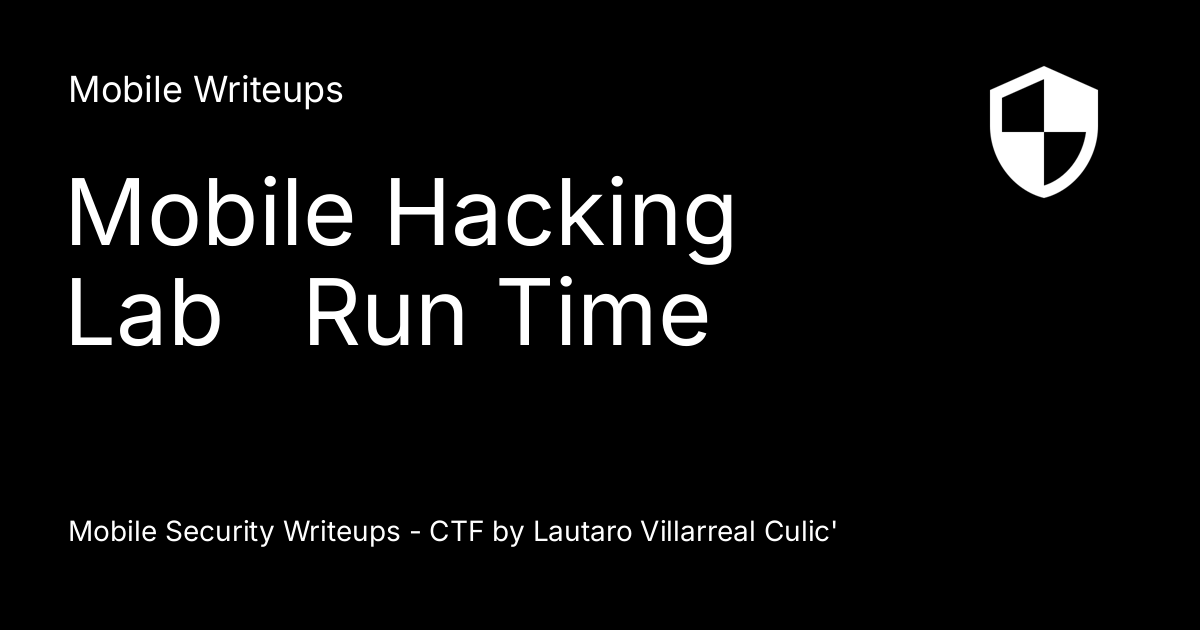 Mobile Writeups
Mobile Hacking
Lab   Run Time
Mobile Security Writeups - CTF by Lautaro Villarreal Culic'